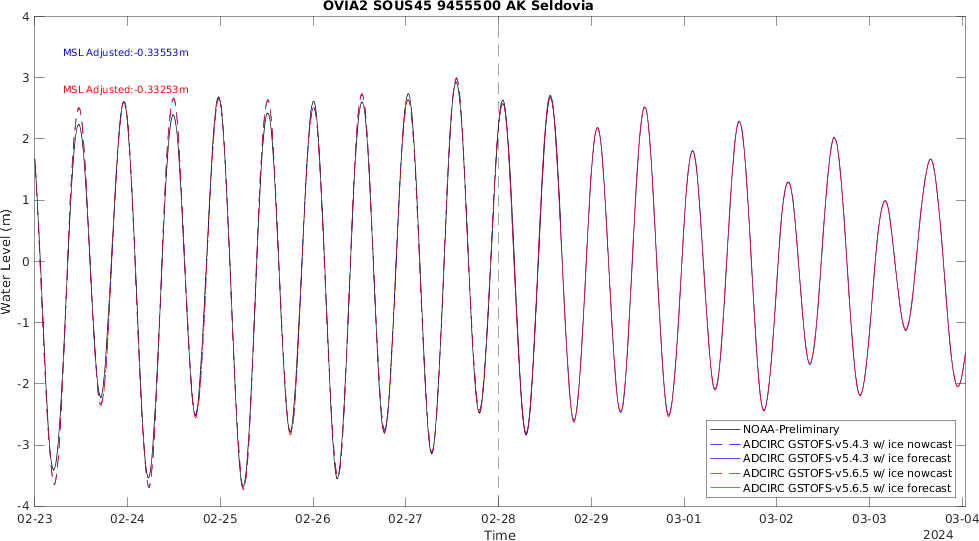 OVIA2 SOUS45 9455500 AK Seldovia
MSL Adjusted:-0.33553m
MSL Adjusted:-0.33253m
Water Level (m)
4
3
2
1
0
-1
-2
-3
-4
NOAA-Preliminary
ADCIRC GSTOFS-v5.4.3 w/ ice nowcast
ADCIRC GSTOFS-v5.4.3 w/ ice forecast
ADCIRC GSTOFS-v5.6.5 w/ ice nowcast
ADCIRC GSTOFS-v5.6.5 w/ ice forecast
02-23 02-24 02-25 02-26 02-27 02-28 02-29 03-01 03-02 03-03 03-04
Time
2024